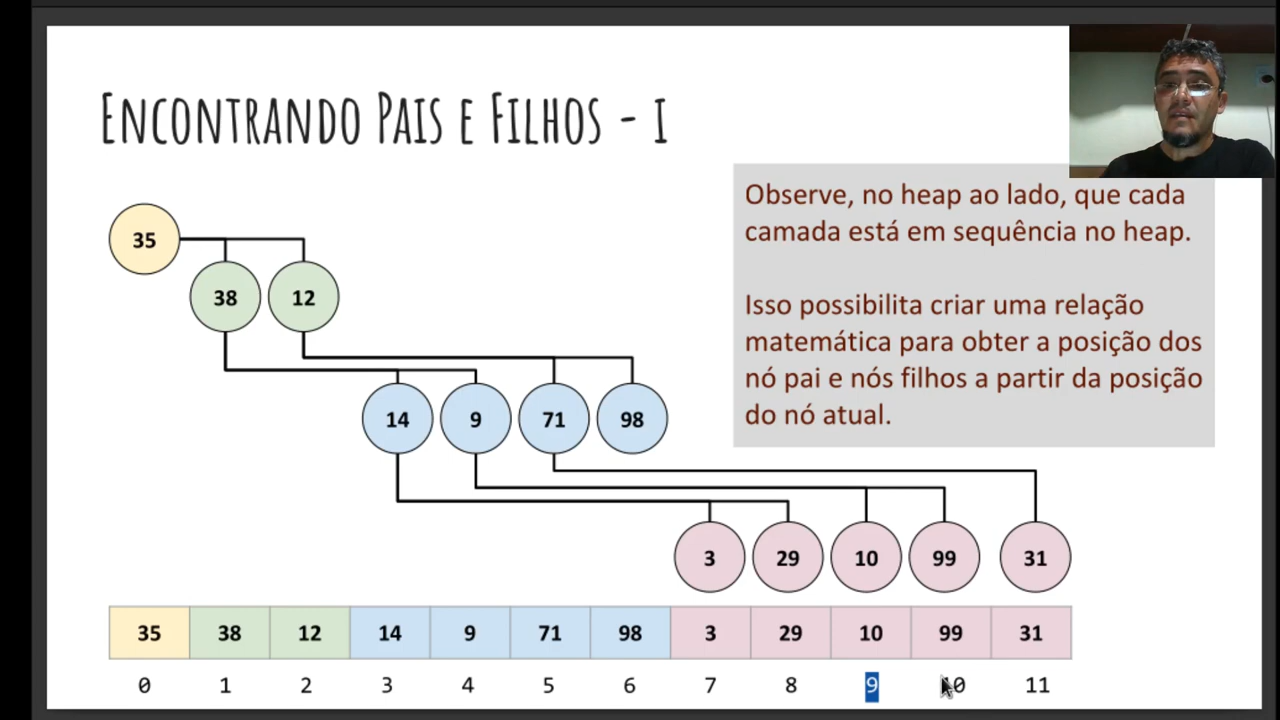 ENCONTRANDO PAIS E FILHOS - I
Observe, no heap ao lado, que cada
camada está em sequência no heap.
Isso possibilita criar uma relação
matemática para obter a posição dos
nó pai e nós filhos a partir da posição
do nó atual.
35
38 12
14 9 71 98
3 29 10 99 31
35 38 12 14 9 71 98 3 29 10 99 31
0 1 2 3 4 5 6 7 8 9 10 11